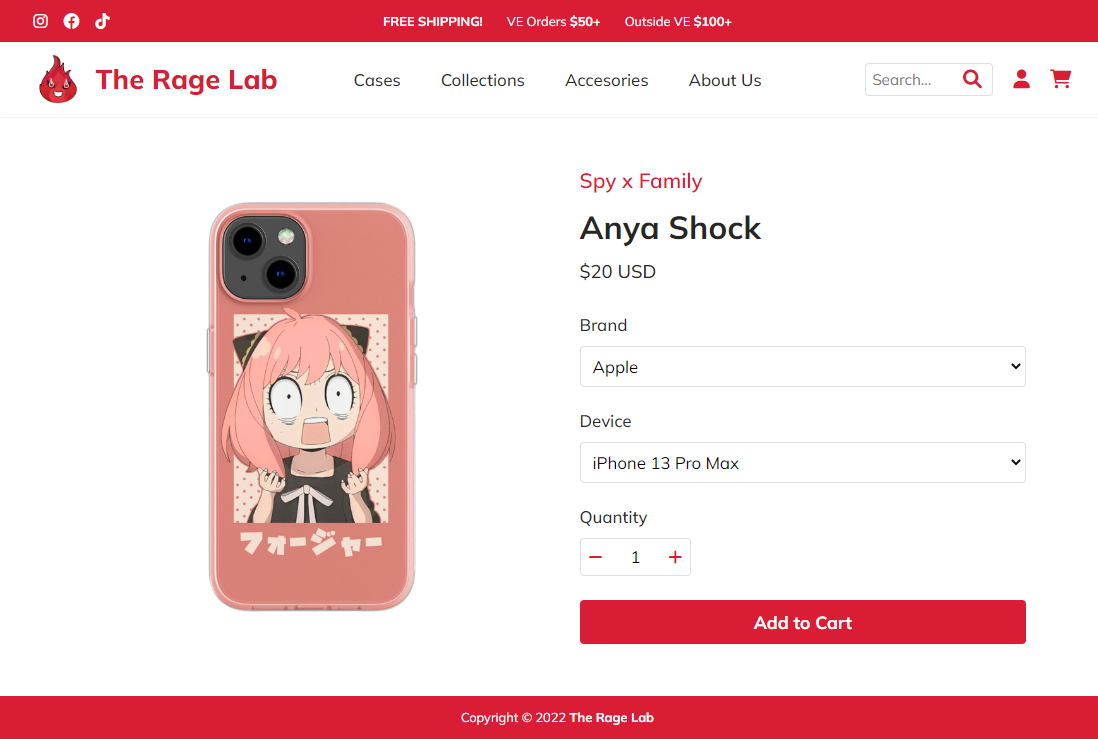 FREE SHIPPING! VE Orders $50+ Outside VE $100+
The Rage Lab Cases Collections Accesories About Us Search...
Spy x Family
Anya Shock
$20 USD
Brand
Apple
Device
iPhone 13 Pro Max
Quantity
1
フォージャー
Add to Cart
Copyright © 2022 The Rage Lab